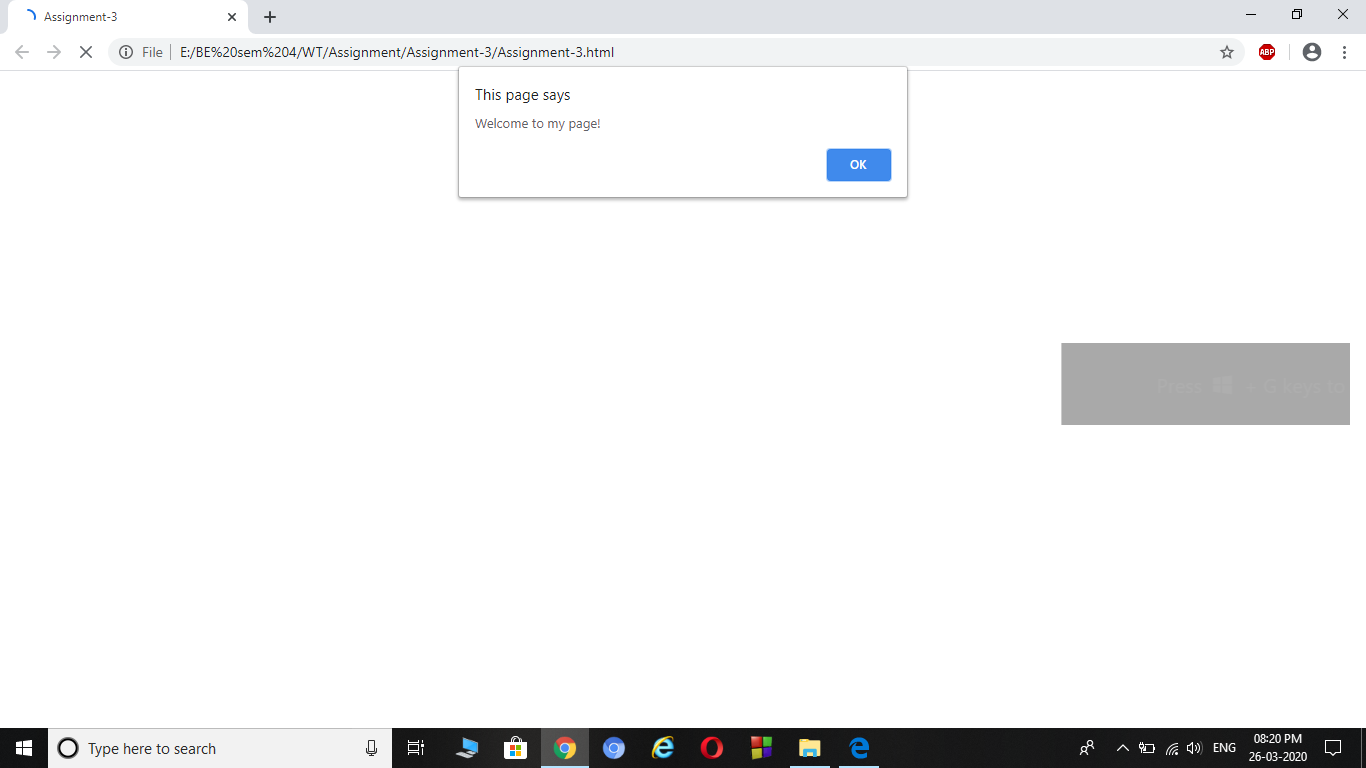 Assignment-3
File
E:/BE%20sem%204/WT/Assignment/Assignment-3/Assignment-3.html
ABP
This page says
Welcome to my page!
OK
Press + G keys to
Type here to search
ENG
08:20 PM
26-03-2020